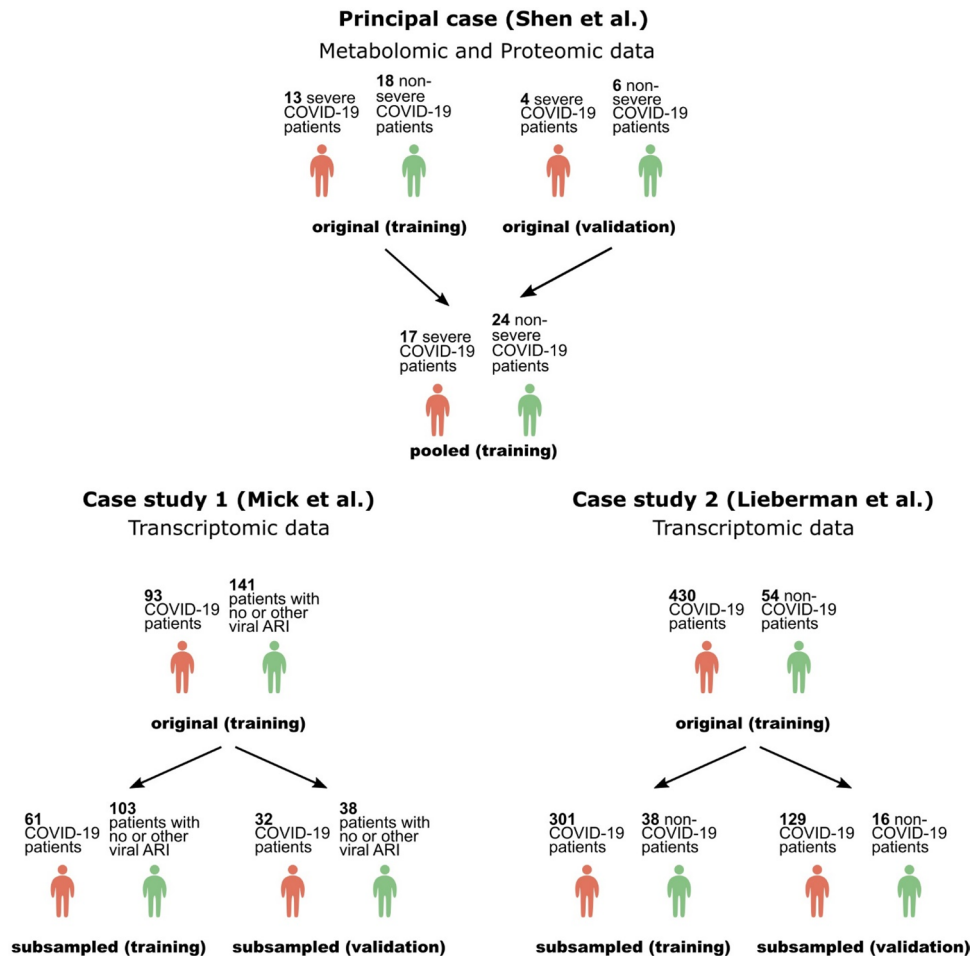 Principal case (Shen et al.)
Metabolomic and Proteomic data
13 severe
COVID-19
patients
18 non-
severe
COVID-19
patients
4 severe
COVID-19
patients
6 non-
severe
COVID-19
patients
original (training)
original (validation)
17 severe
COVID-19
patients
24 non-
severe
COVID-19
patients
pooled (training)
Case study 1 (Mick et al.)
Transcriptomic data
93
COVID-19
patients
141
patients with
no or other
viral ARI
original (training)
61
COVID-19
patients
103
patients with
no or other
viral ARI
32
COVID-19
patients
38
patients with
no or other
viral ARI
subsampled (training)
subsampled (validation)
Case study 2 (Lieberman et al.)
Transcriptomic data
430
COVID-19
patients
54 non-
COVID-19
patients
original (training)
301
COVID-19
patients
38 non-
COVID-19
patients
129
COVID-19
patients
16 non-
COVID-19
patients
subsampled (training)
subsampled (validation)